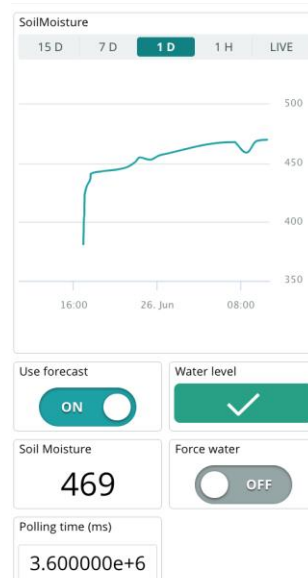 SoilMoisture
15 D 7 D 1 D 1 H LIVE
500
450
400
350
16:00 26. Jun 08:00
Use forecast Water level
ON
Soil Moisture Force water
469 OFF
Polling time (ms)
3.600000e+6